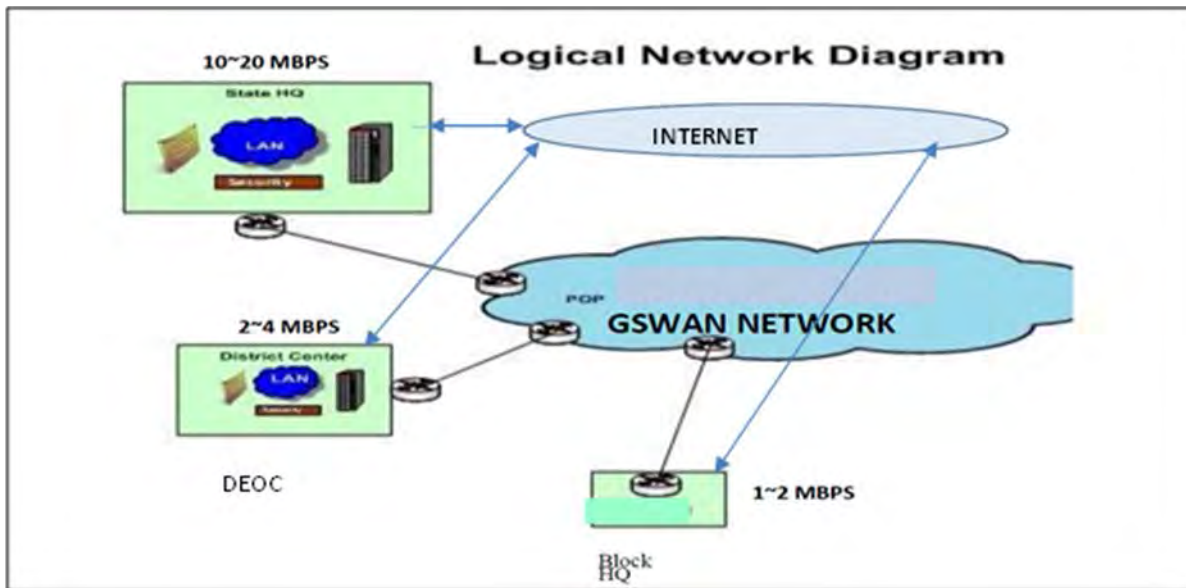 Logical Network Diagram
10~20 MBPS
State HQ
LAN
Security
INTERNET
POP
GSWAN NETWORK
2~4 MBPS
District Center
LAN
Security
DEOC
1~2 MBPS
Block
HQ